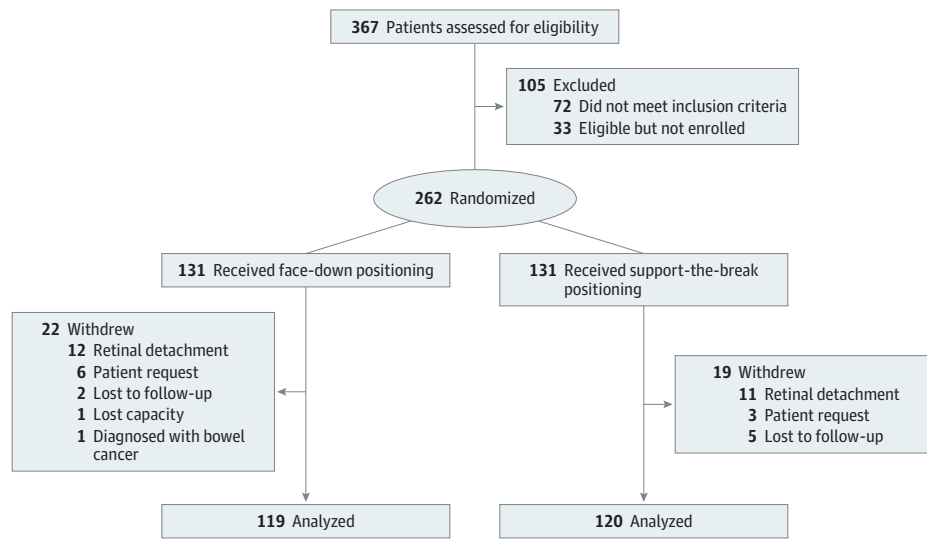 367 Patients assessed for eligibility
105 Excluded
72 Did not meet inclusion criteria
33 Eligible but not enrolled
262 Randomized
131 Received face-down positioning
131 Received support-the-break
positioning
22 Withdrew
12 Retinal detachment
6 Patient request
2 Lost to follow-up
1 Lost capacity
1 Diagnosed with bowel
cancer
19 Withdrew
11 Retinal detachment
3 Patient request
5 Lost to follow-up
119 Analyzed
120 Analyzed